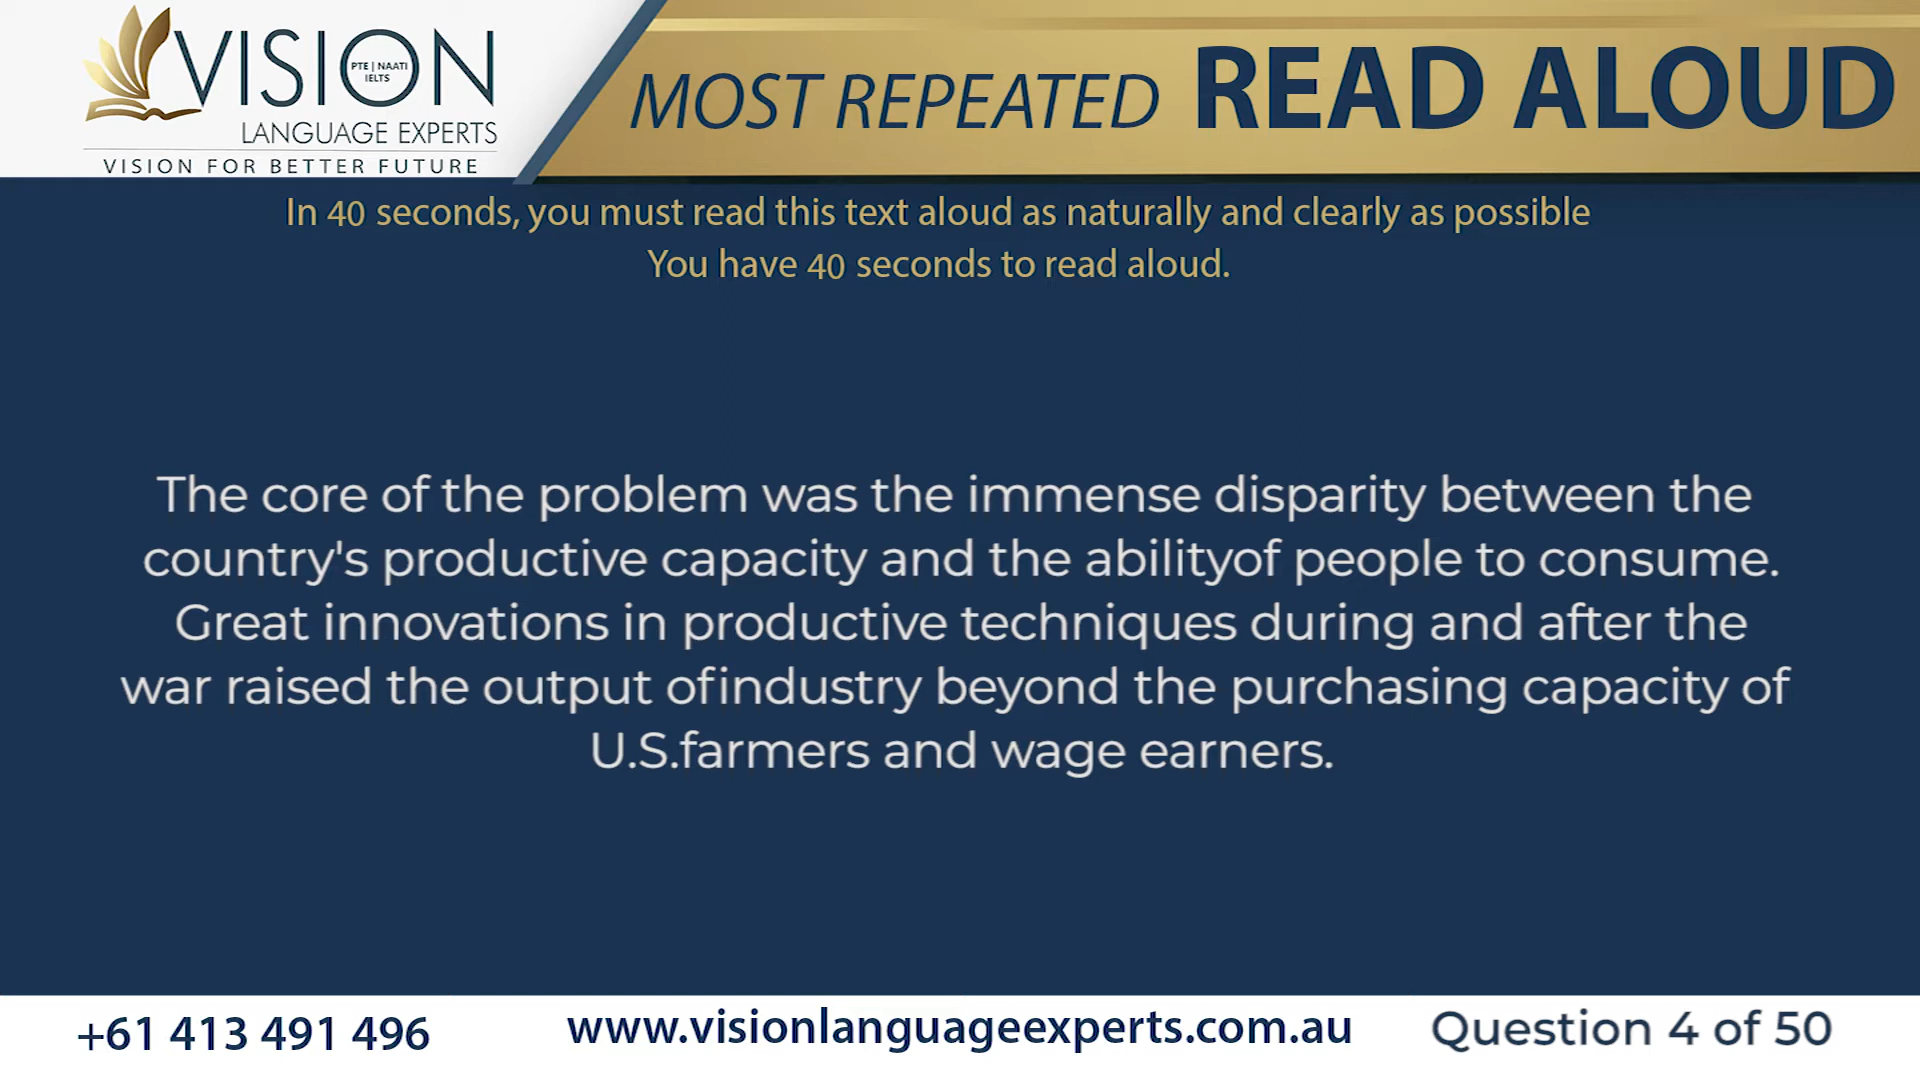 VISION
PTE | NAATI
IELTS
LANGUAGE EXPERTS
VISION FOR BETTER FUTURE
MOST REPEATED READ ALOUD
In 40 seconds, you must read this text aloud as naturally and clearly as possible
You have 40 seconds to read aloud.
The core of the problem was the immense disparity between the
country's productive capacity and the abilityof people to consume.
Great innovations in productive techniques during and after the
war raised the output ofindustry beyond the purchasing capacity of
U.S.farmers and wage earners.
+61 413 491 496
www.visionlanguageexperts.com.au
Question 4 of 50